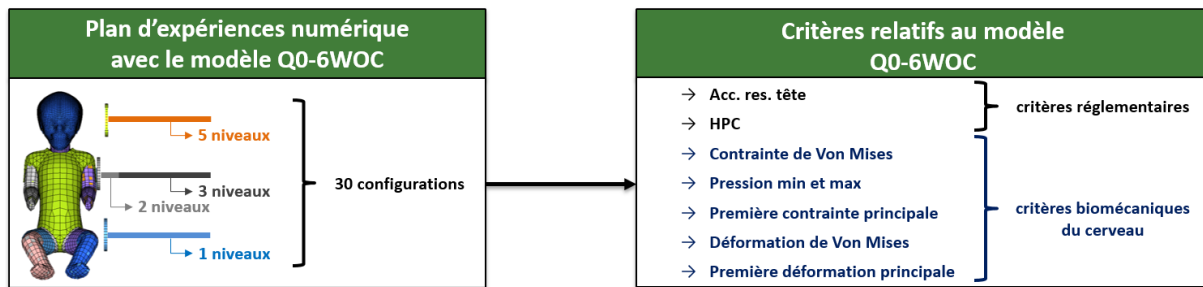 Plan d'expériences numérique
avec le modèle Q0-6WOC
5 niveaux
3 niveaux
2 niveaux
1 niveaux
30 configurations
Critères relatifs au modèle
Q0-6WOC
→ Acc. res. tête
→ HPC
critères réglementaires
→ Contrainte de Von Mises
→ Pression min et max
→ Première contrainte principale
→ Déformation de Von Mises
→ Première déformation principale
critères biomécaniques
du cerveau